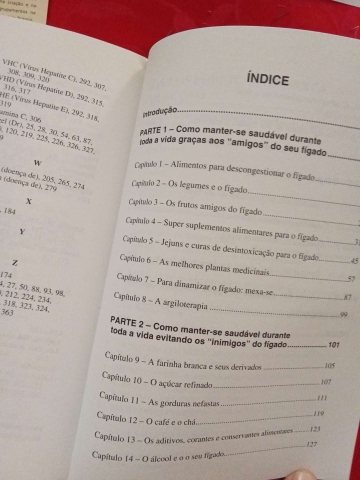 VHC (Vírus Hepatite C), 292, 307,
308, 309, 320
VHD (Vírus Hepatite D), 292, 315,
316, 317
VHE (Vírus Hepatite E), 292, 318,
319
amina C, 306
(Dr), 25, 28, 30, 54, 63, 87,
120, 219, 225, 226, 326, 327,
W
(doença de), 205, 265, 274
(doença de), 279
X
184
Y
Z
174
27, 50, 88, 93, 98,
212, 224, 234,
318, 323, 324,
363
ÍNDICE
Introdução
PARTE 1 – Como manter-se saudável durante
toda a vida graças aos “amigos” do seu fígado
Capítulo 1 – Alimentos para descongestionar o fígado
Capítulo 2 – Os legumes e o fígado
Capítulo 3 – Os frutos amigos do fígado
Capítulo 4 – Super suplementos alimentares para o fígado
Capítulo 5 – Jejuns e curas de desintoxicação para o fígado 45
Capítulo 6 – As melhores plantas medicinais 57
Capítulo 7 – Para dinamizar o fígado: mexa-se 87
Capítulo 8 – A argiloterapia 99
PARTE 2 – Como manter-se saudável durante
toda a vida evitando os “inimigos” do fígado 101
Capítulo 9 – A farinha branca e seus derivados 105
Capítulo 10 – O açúcar refinado 107
Capítulo 11 – As gorduras nefastas 111
Capítulo 12 – O café e o chá 119
Capítulo 13 – Os aditivos, corantes e conservantes alimentares 123
Capítulo 14 – O álcool e o seu fígado 127